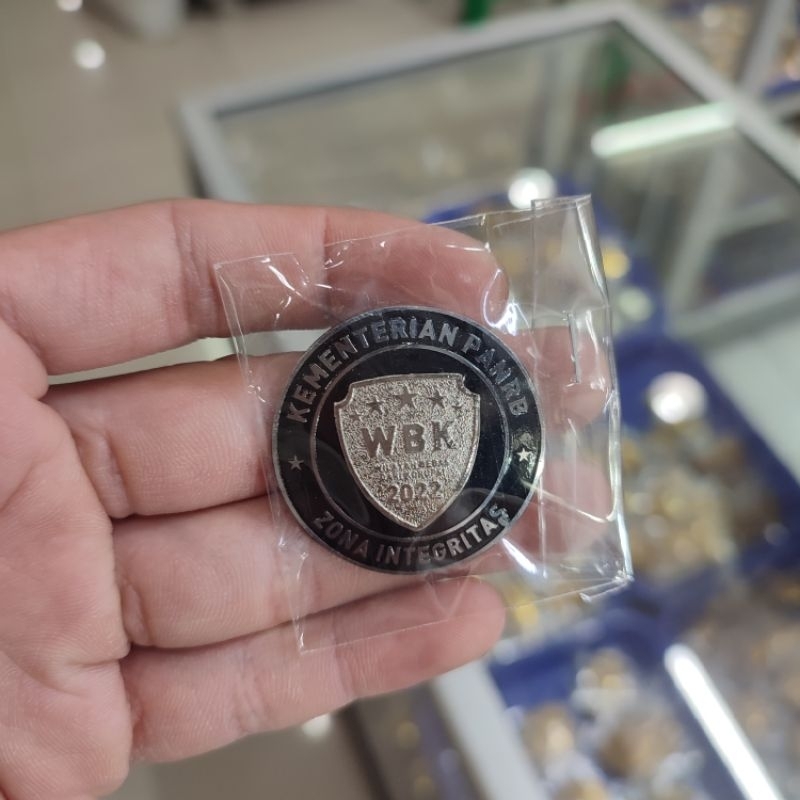 KEMENTERIAN PANRB
WBK
2022
ZONA INTEGRITAS